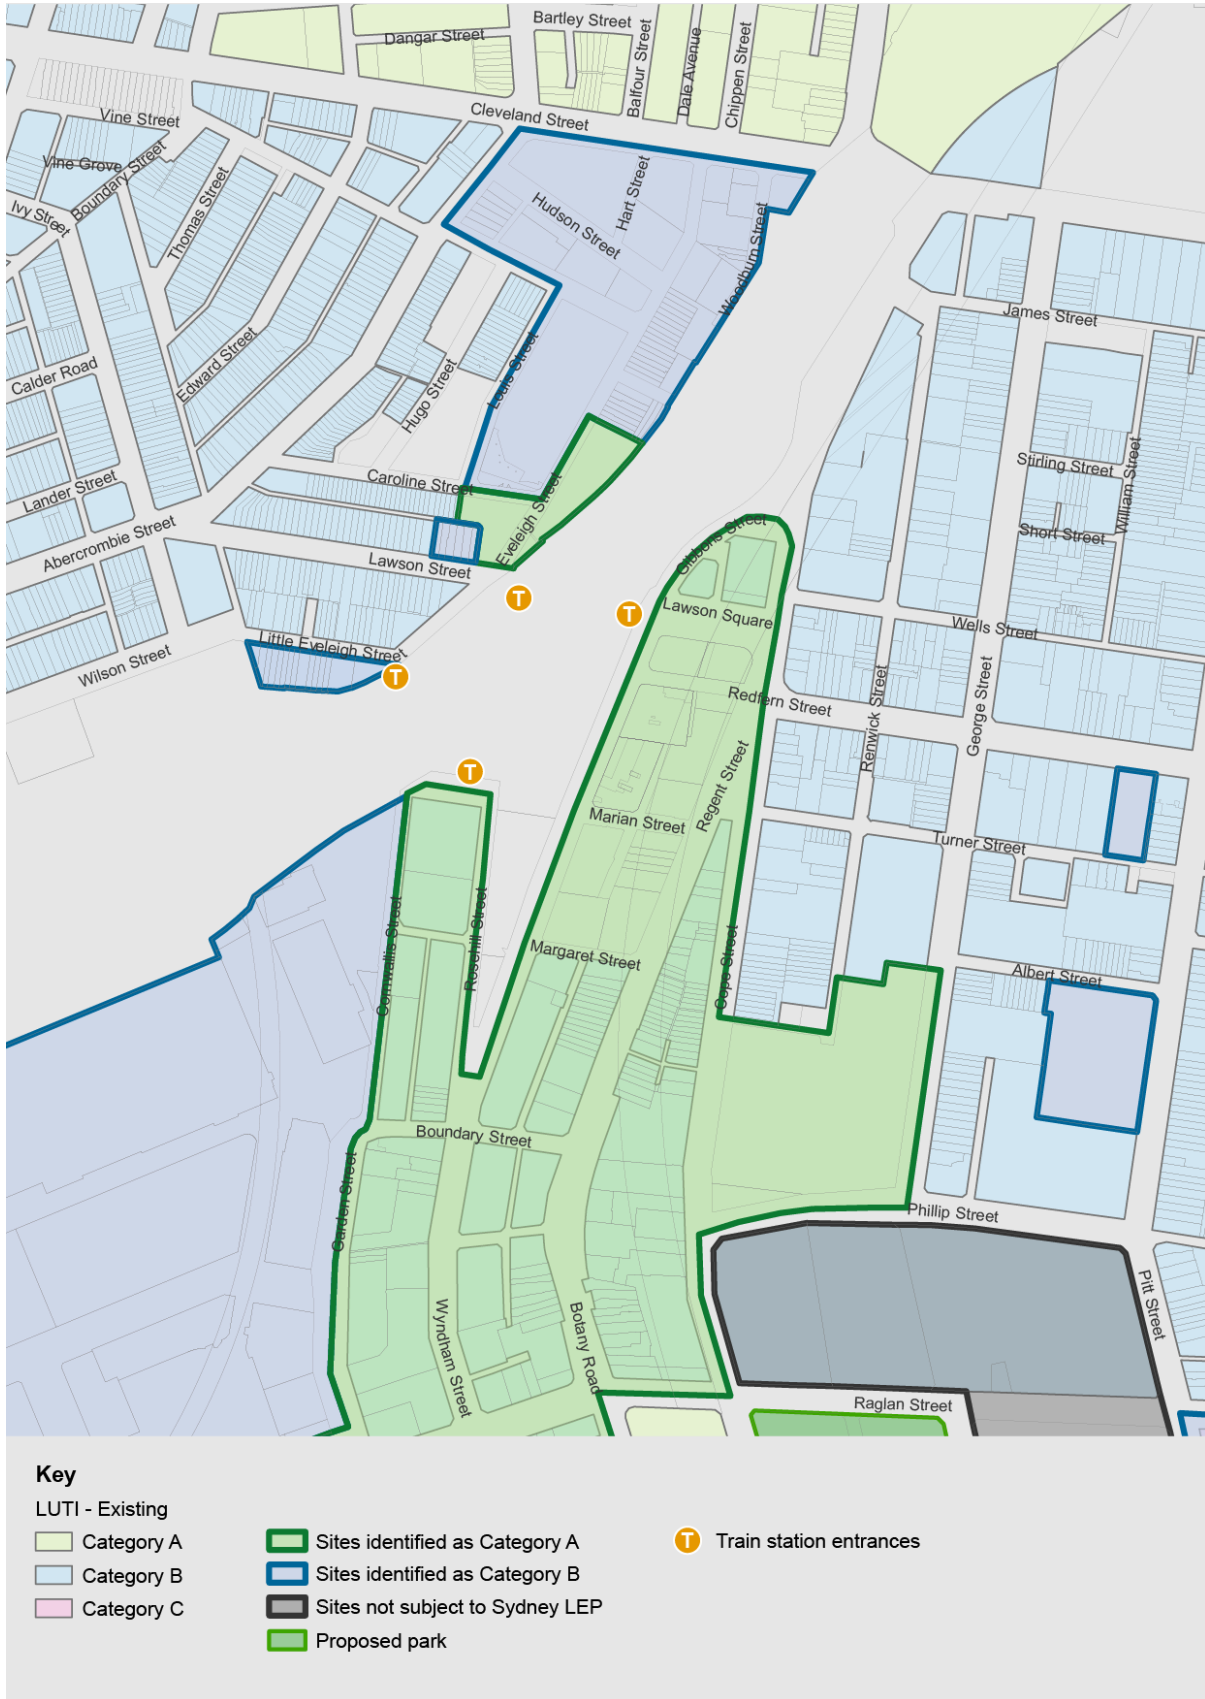 Bartley Street
Dangar Street
Balfour Street
Dale Avenue
Chippen Street
Cleveland Street
Vine Street
Vine Grove
Boundary Street
Ivy Street
Thomas Street
Hart Street
Hudson Street
Woodburn Street
James Street
Calder Road
Edward Street
Louis Street
Hugo Street
Stirling Street
William Street
Lander Street
Caroline Street
Eveleigh Street
Short Street
Abercrombie Street
Lawson Street
Gibbons Street
T
T
Lawson Square
Wells Street
Little Eveleigh Street
Wilson Street
T
Redfern Street
Renwick Street
George Street
T
Regent Street
Marian Street
Turner Street
Cornwallis Street
Rosehill Street
Margaret Street
Cope Street
Albert Street
Boundary Street
Garden Street
Phillip Street
Pitt Street
Wyndham Street
Botany Road
Raglan Street
Key
LUTI - Existing
Category A
Category B
Category C
Sites identified as Category A
Sites identified as Category B
Sites not subject to Sydney LEP
Proposed park
T Train station entrances